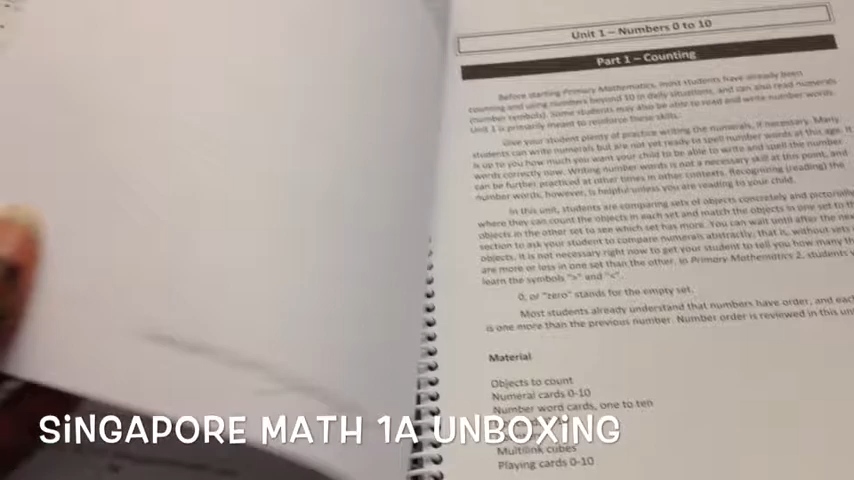 Unit 1 – Numbers 0 to 10
Part 1 – Counting
Before starting Primary Mathematics, most students have already been
counting and using numbers beyond 10 in daily situations, and can also read numerals
(number symbols). Some students may also be able to read and write number words.
Unit 1 is primarily meant to reinforce these skills.
Give your student plenty of practice writing the numerals, if necessary. Many
students can write numerals but are not yet ready to spell number words at this age. It
is up to you how much you want your child to be able to write and spell the number
words correctly now. Writing number words is not a necessary skill at this point, and
can be further practiced at other times in other contexts. Recognizing (reading) the
number words, however, is helpful unless you are reading to your child.
In this unit, students are comparing sets of objects concretely and pictorially
where they can count the objects in each set and match the objects in one set to th
objects in the other set to see which set has more. You can wait until after the nex
section to ask your student to compare numerals abstractly; that is, without sets o
objects. It is not necessary right now to get your student to tell you how many th
are more or less in one set than the other. In Primary Mathematics 2, students w
learn the symbols ">" and "<".
0, or "zero" stands for the empty set.
Most students already understand that numbers have order, and each
is one more than the previous number. Number order is reviewed in this uni
Material
Objects to count
Numeral cards 0-10
Number word cards, one to ten
Multilink cubes
Playing cards 0-10
SiNGAPORE MATH 1A UNBOXiNG